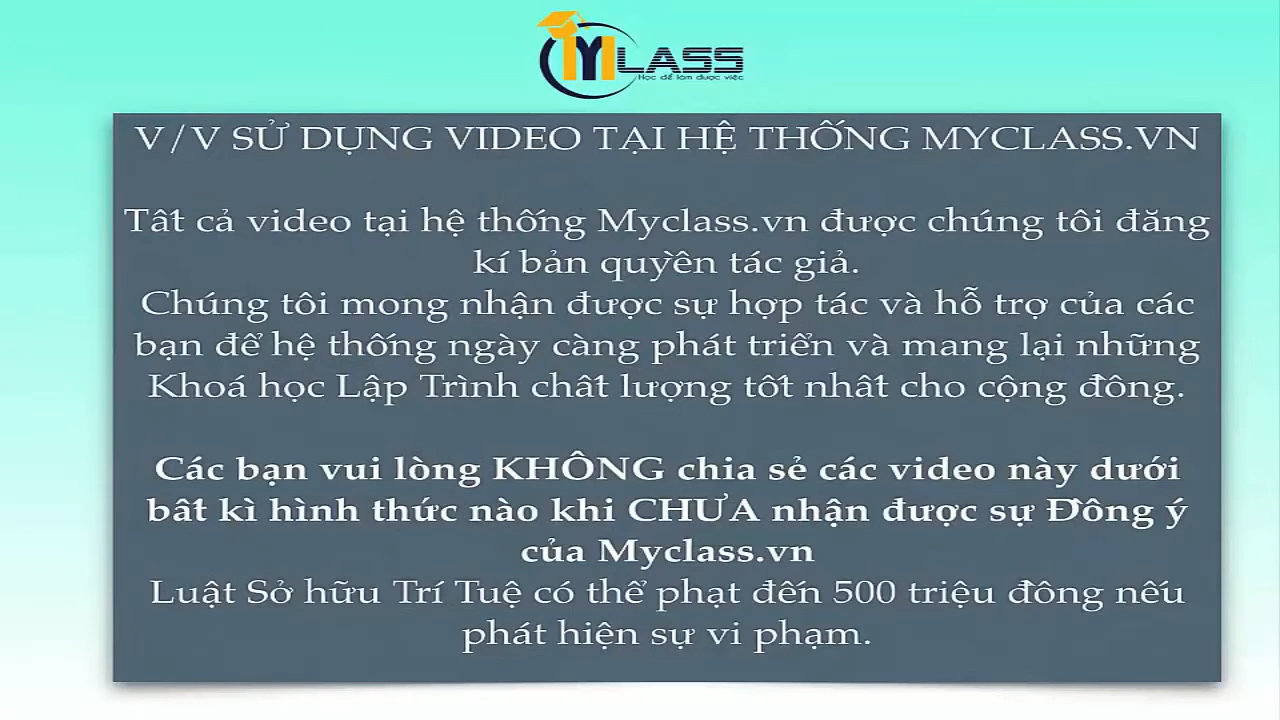 MYCLASS
Học để làm được việc
V/V SỬ DỤNG VIDEO TẠI HỆ THỐNG MYCLASS.VN
Tất cả video tại hệ thống Myclass.vn được chúng tôi đăng
kí bản quyền tác giả.
Chúng tôi mong nhận được sự hợp tác và hỗ trợ của các
bạn để hệ thống ngày càng phát triển và mang lại những
Khoá học Lập Trình chất lượng tốt nhất cho cộng đồng.
Các bạn vui lòng KHÔNG chia sẻ các video này dưới
bất kì hình thức nào khi CHƯA nhận được sự Đồng ý
của Myclass.vn
Luật Sở hữu Trí Tuệ có thể phạt đến 500 triệu đồng nếu
phát hiện sự vi phạm.